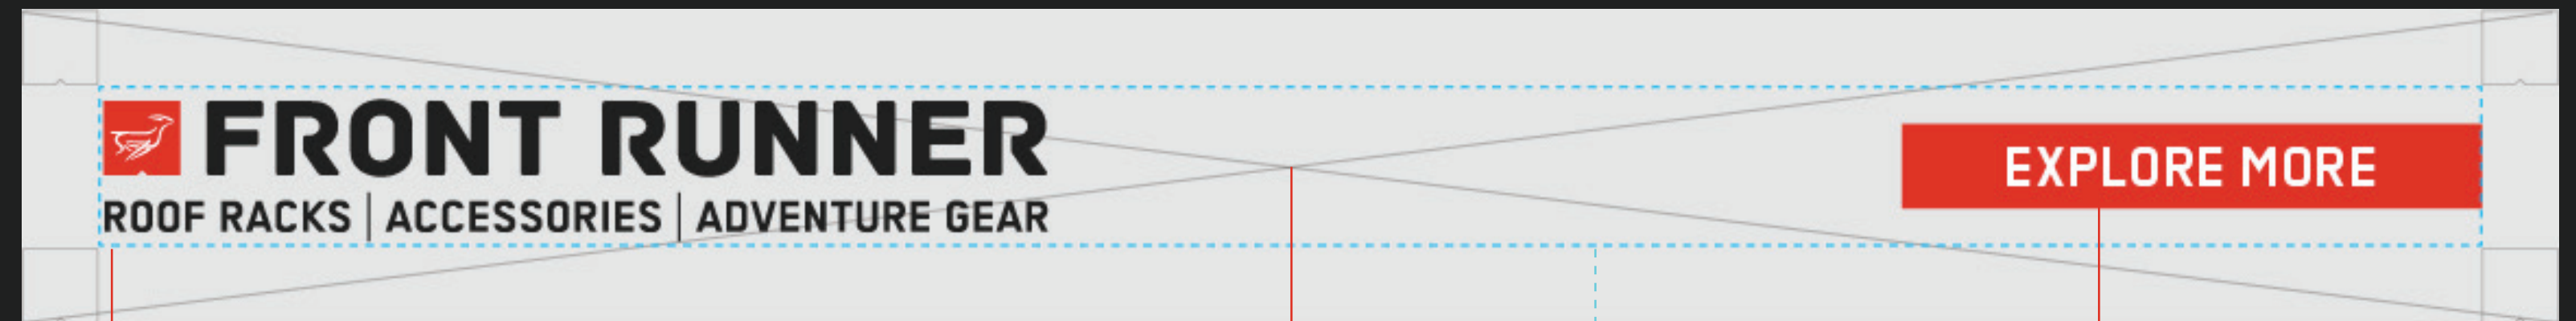 FRONT RUNNER
ROOF RACKS | ACCESSORIES | ADVENTURE GEAR
EXPLORE MORE